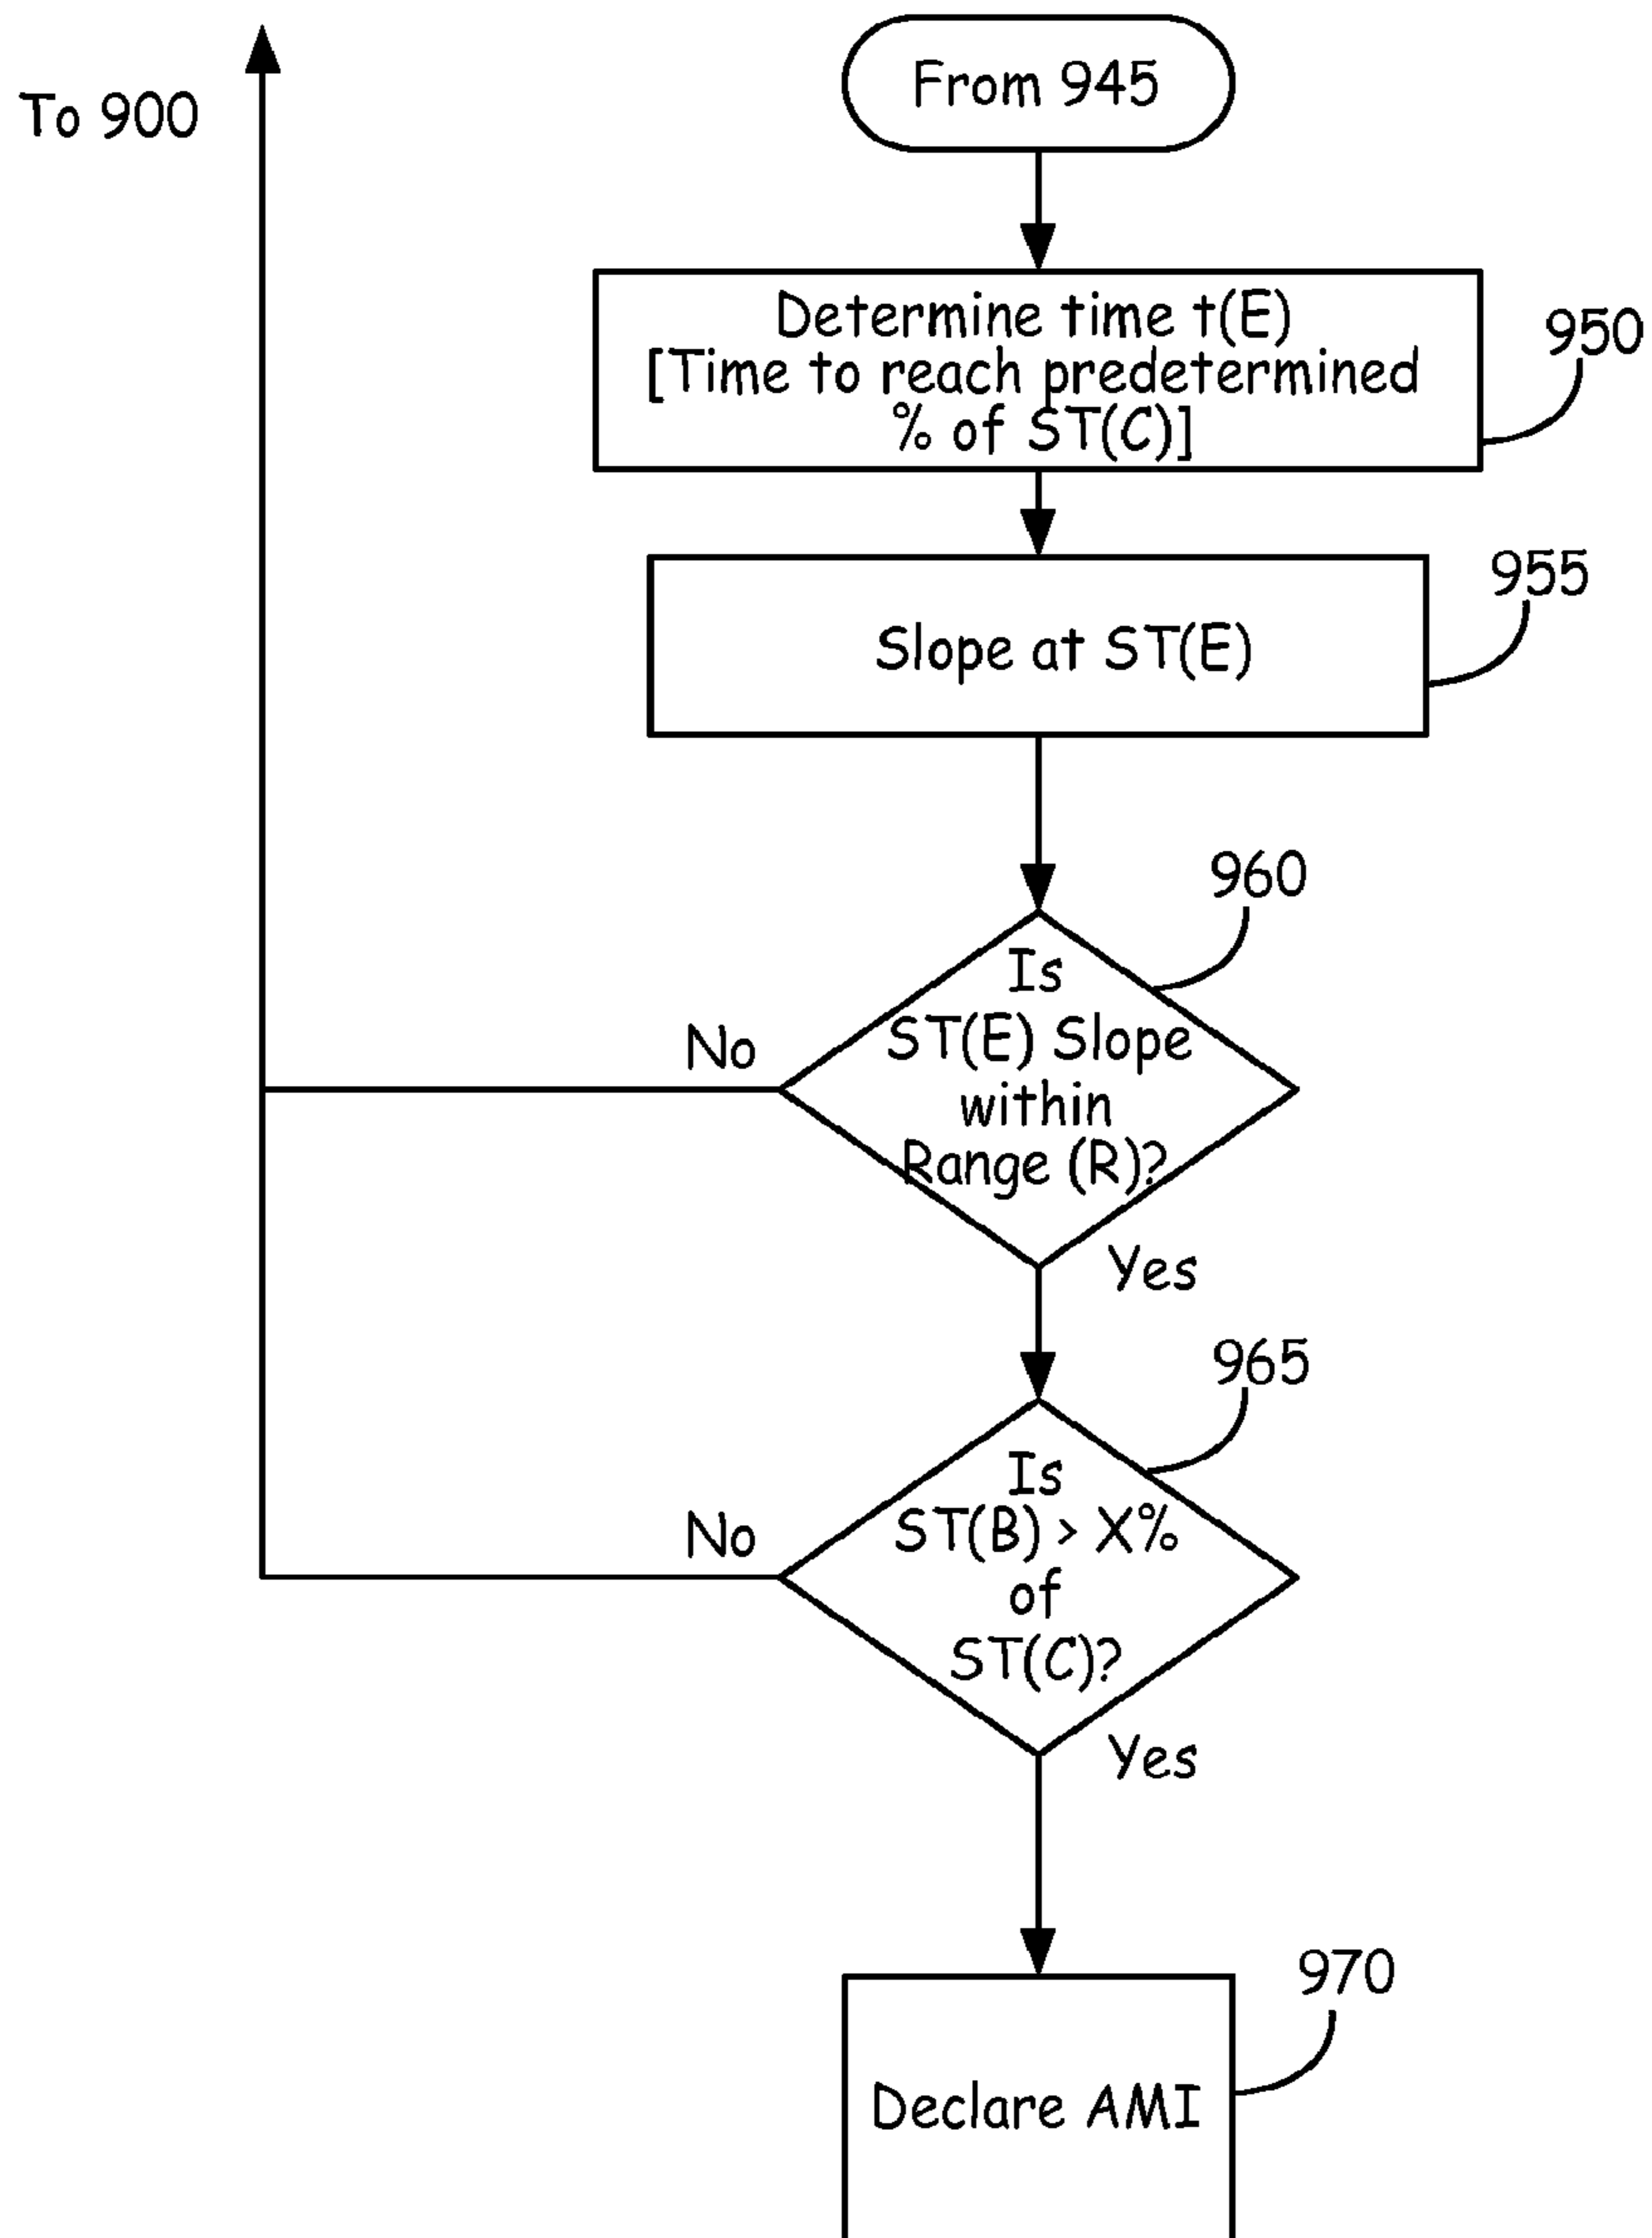 To 900
From 945
Determine time t(E)
[Time to reach predetermined
% of ST(C)]
950
Slope at ST(E)
955
960
Is
ST(E) Slope
within
Range (R)?
No
Yes
965
Is
ST(B) > X%
of
ST(C)?
No
Yes
970
Declare AMI